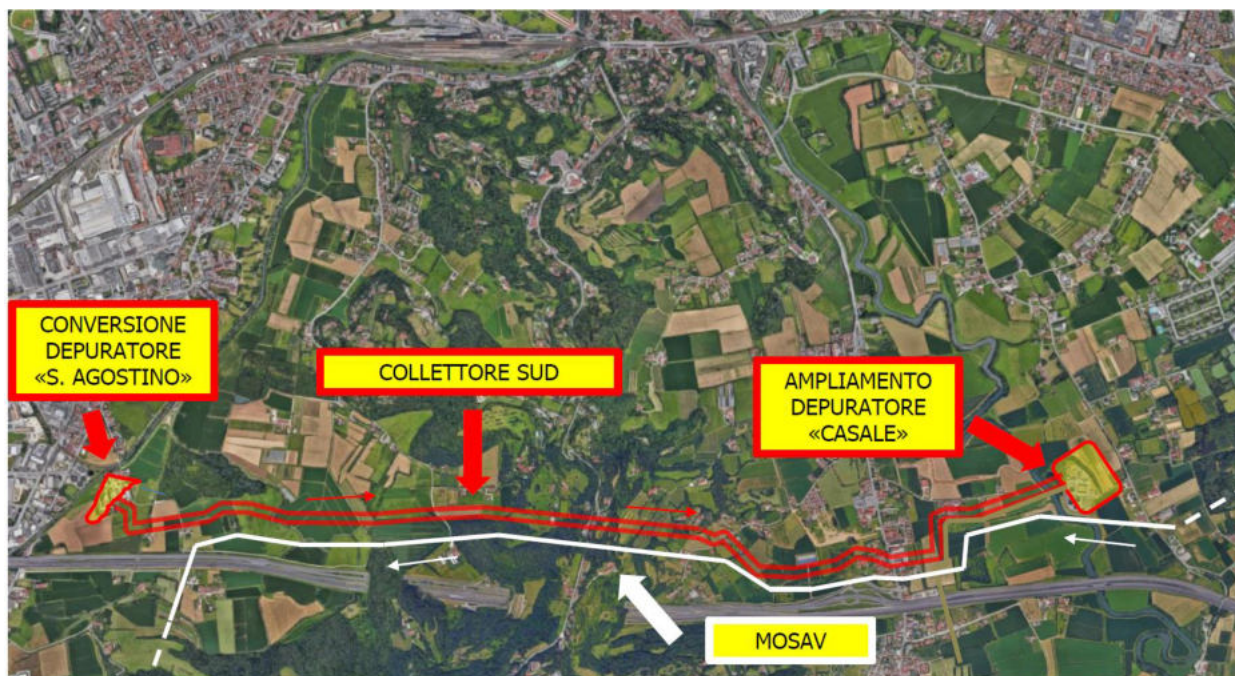 CONVERSIONE
DEPURATORE
«S. AGOSTINO»
COLLETTORE SUD
AMPLIAMENTO
DEPURATORE
«CASALE»
MOSAV